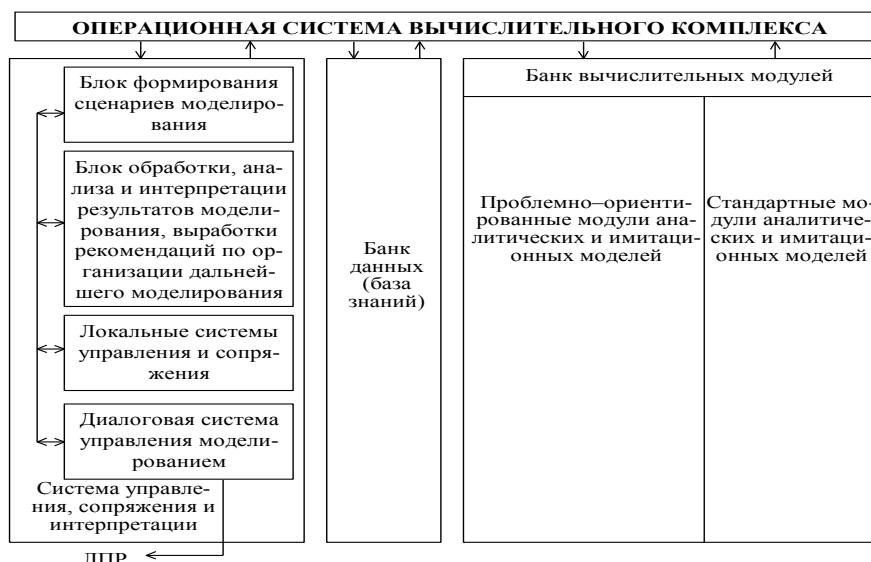 ОПЕРАЦИОННАЯ СИСТЕМА ВЫЧИСЛИТЕЛЬНОГО КОМПЛЕКСА
Блок формирования
сценариев моделиро-
вания
Блок обработки, ана-
лиза и интерпретации
результатов модели-
рования, выработки
рекомендаций по ор-
ганизации дальней-
шего моделирования
Локальные системы
управления и сопря-
жения
Диалоговая система
управления модели-
рованием
Система управле-
ния, сопряжения и
интерпретации
ЛПР
Банк
данных
(база
знаний)
Банк вычислительных модулей
Проблемно–ориенти-
рованные модули ана-
литических и имитаци-
онных моделей
Стандартные мо-
дули аналитиче-
ских и имитаци-
онных моделей